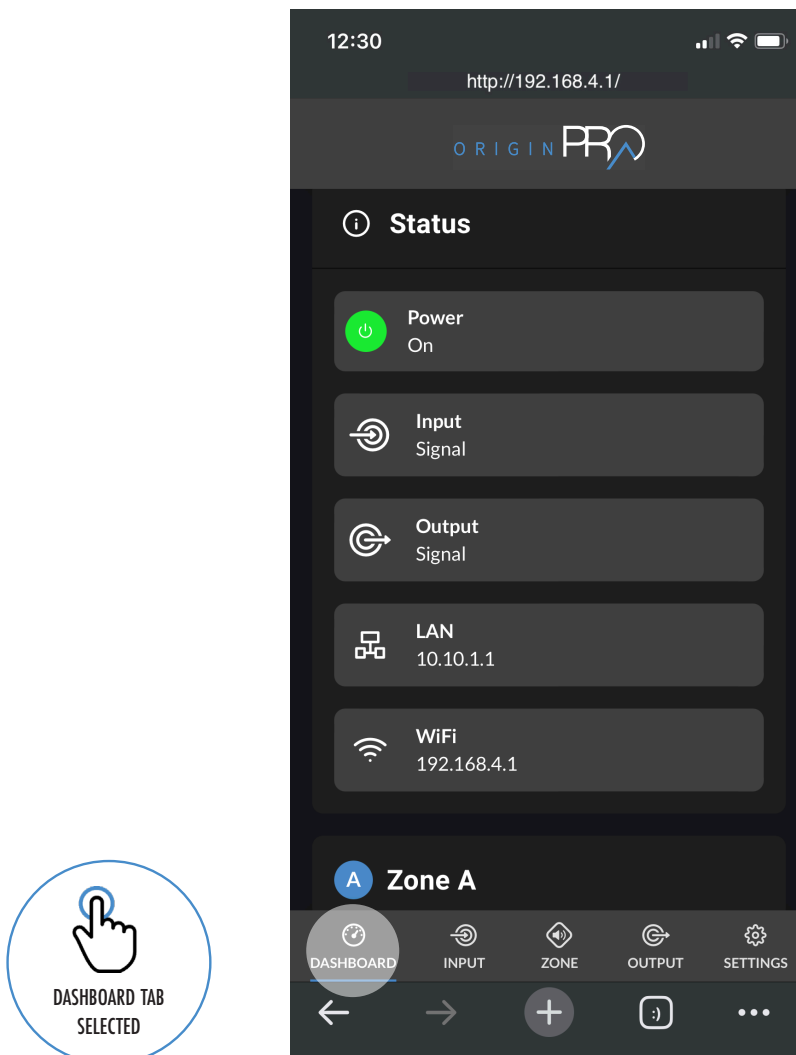 12:30
http://192.168.4.1/
ORIGIN PRO
Status
Power
On
Input
Signal
Output
Signal
LAN
10.10.1.1
WiFi
192.168.4.1
A Zone A
DASHBOARD INPUT ZONE OUTPUT SETTINGS
:)
DASHBOARD TAB
SELECTED